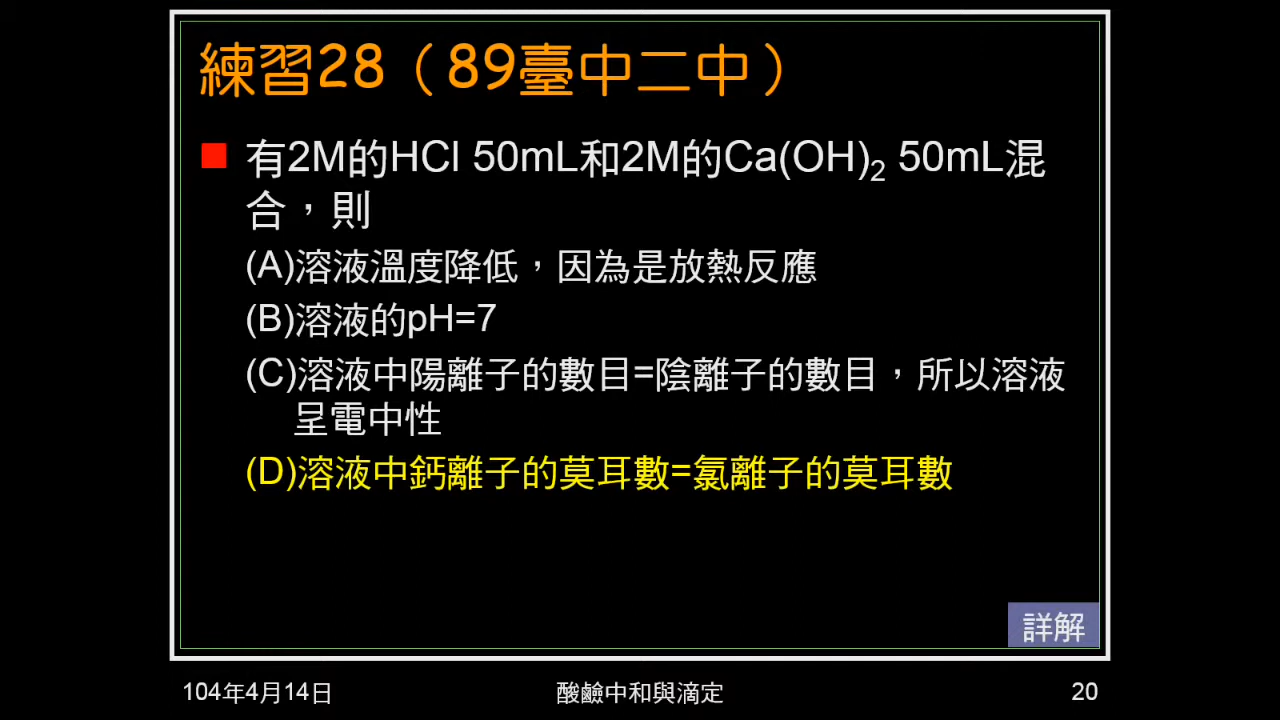 練習28（89臺中二中）
有2M的HCl 50mL和2M的Ca(OH)₂ 50mL混
合，則
(A)溶液溫度降低，因為是放熱反應
(B)溶液的pH=7
(C)溶液中陽離子的數目=陰離子的數目，所以溶液
呈電中性
(D)溶液中鈣離子的莫耳數=氯離子的莫耳數
詳解
104年4月14日
酸鹼中和與滴定
20